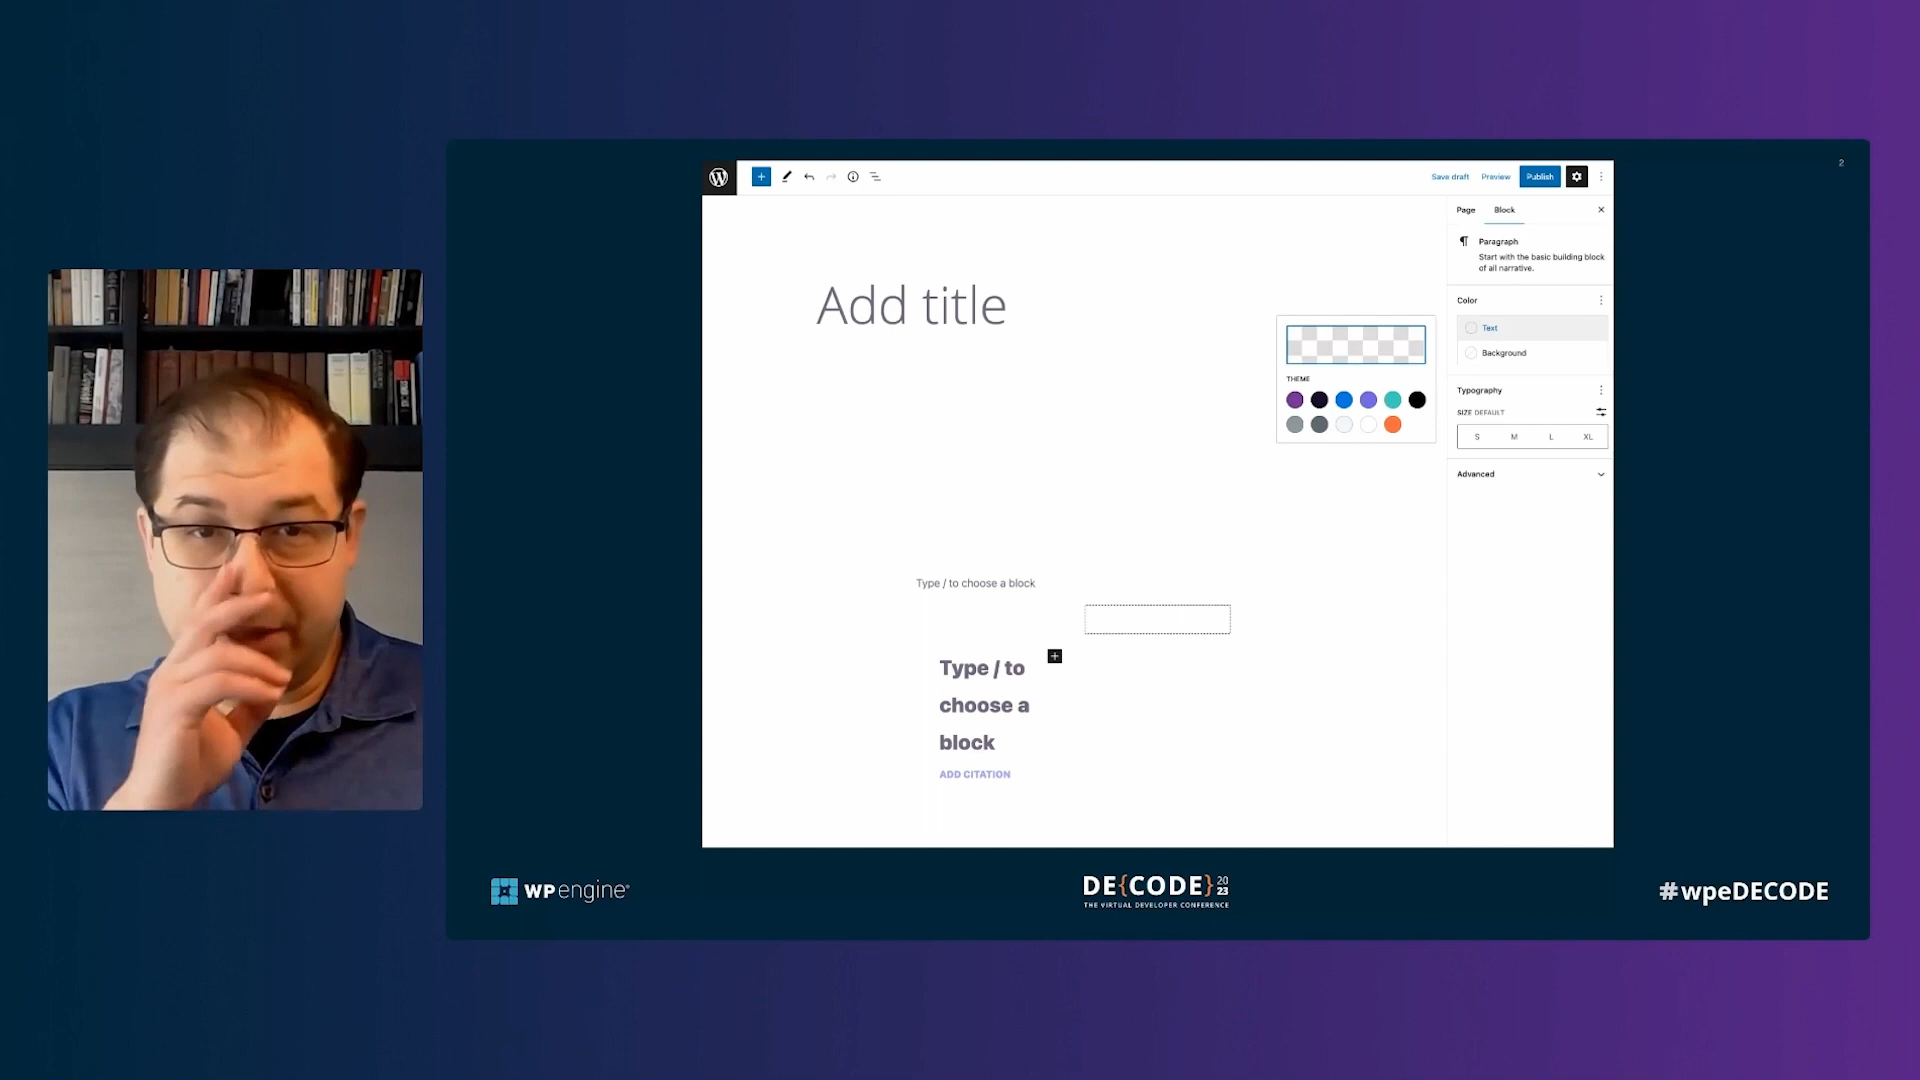 2
Save draft
Preview
Publish
Page
Block
Paragraph
Start with the basic building block
of all narrative.
Color
Text
Background
Typography
SIZE DEFAULT
S M L XL
Advanced
Add title
THEME
Type / to choose a block
Type / to
choose a
block
ADD CITATION
WP engine®
DE{CODE} 20 23
THE VIRTUAL DEVELOPER CONFERENCE
#wpeDECODE